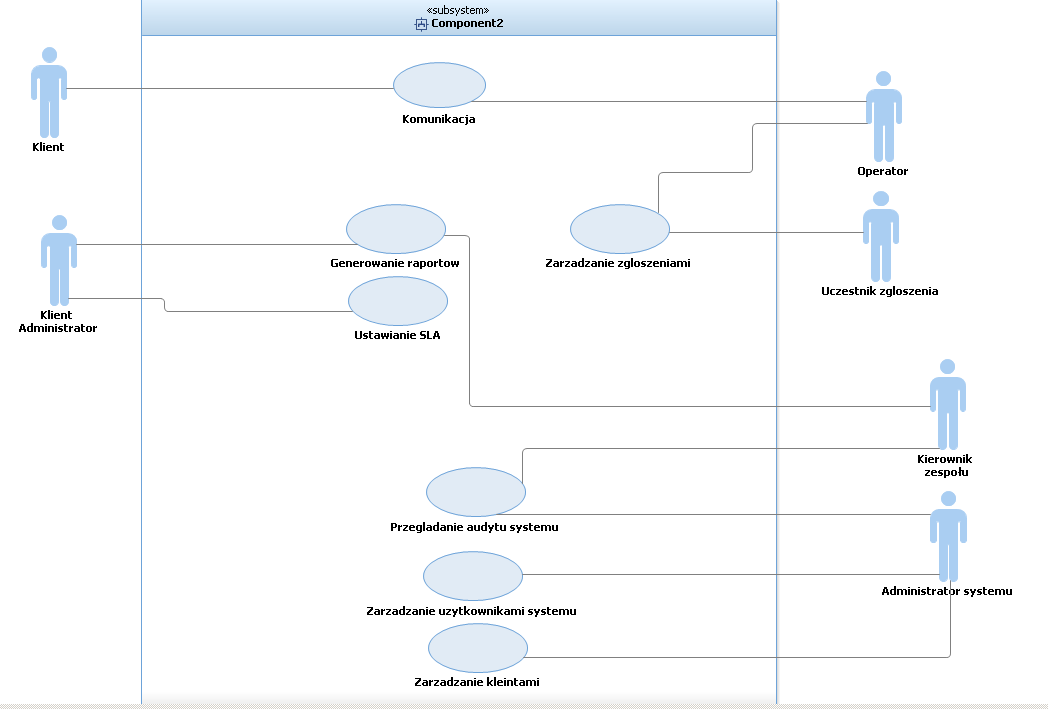 «subsystem»
Component2
Klient
Komunikacja
Operator
Generowanie raportow
Zarzadzanie zgloszeniami
Uczestnik zgloszenia
Klient
Administrator
Ustawianie SLA
Kierownik
zespołu
Przegladanie audytu systemu
Administrator systemu
Zarzadzanie uzytkownikami systemu
Zarzadzanie kleintami